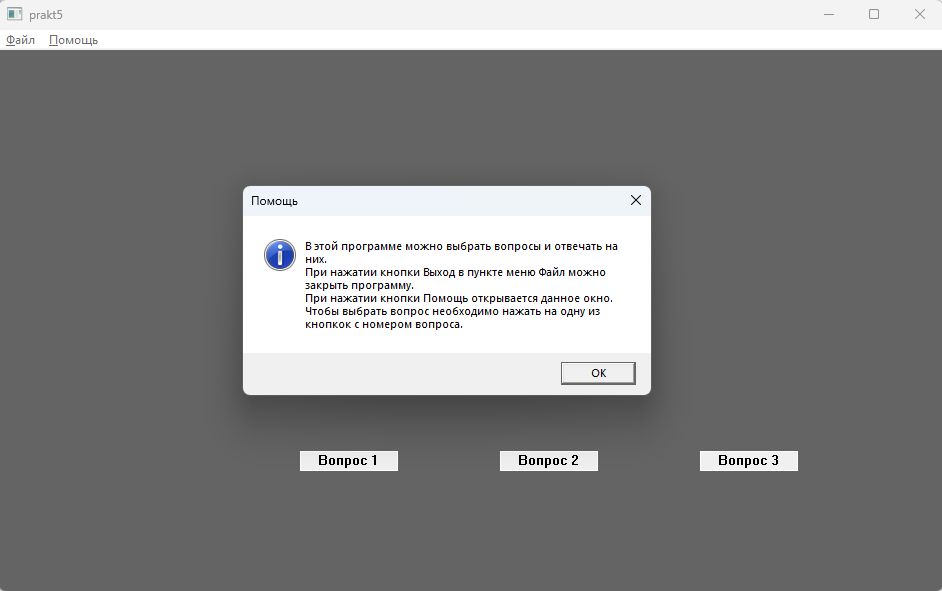 prakt5
Файл Помощь
Помощь
В этой программе можно выбрать вопросы и отвечать на
них.
При нажатии кнопки Выход в пункте меню Файл можно
закрыть программу.
При нажатии кнопки Помощь открывается данное окно.
Чтобы выбрать вопрос необходимо нажать на одну из
кнопкок с номером вопроса.
OK
Вопрос 1 Вопрос 2 Вопрос 3